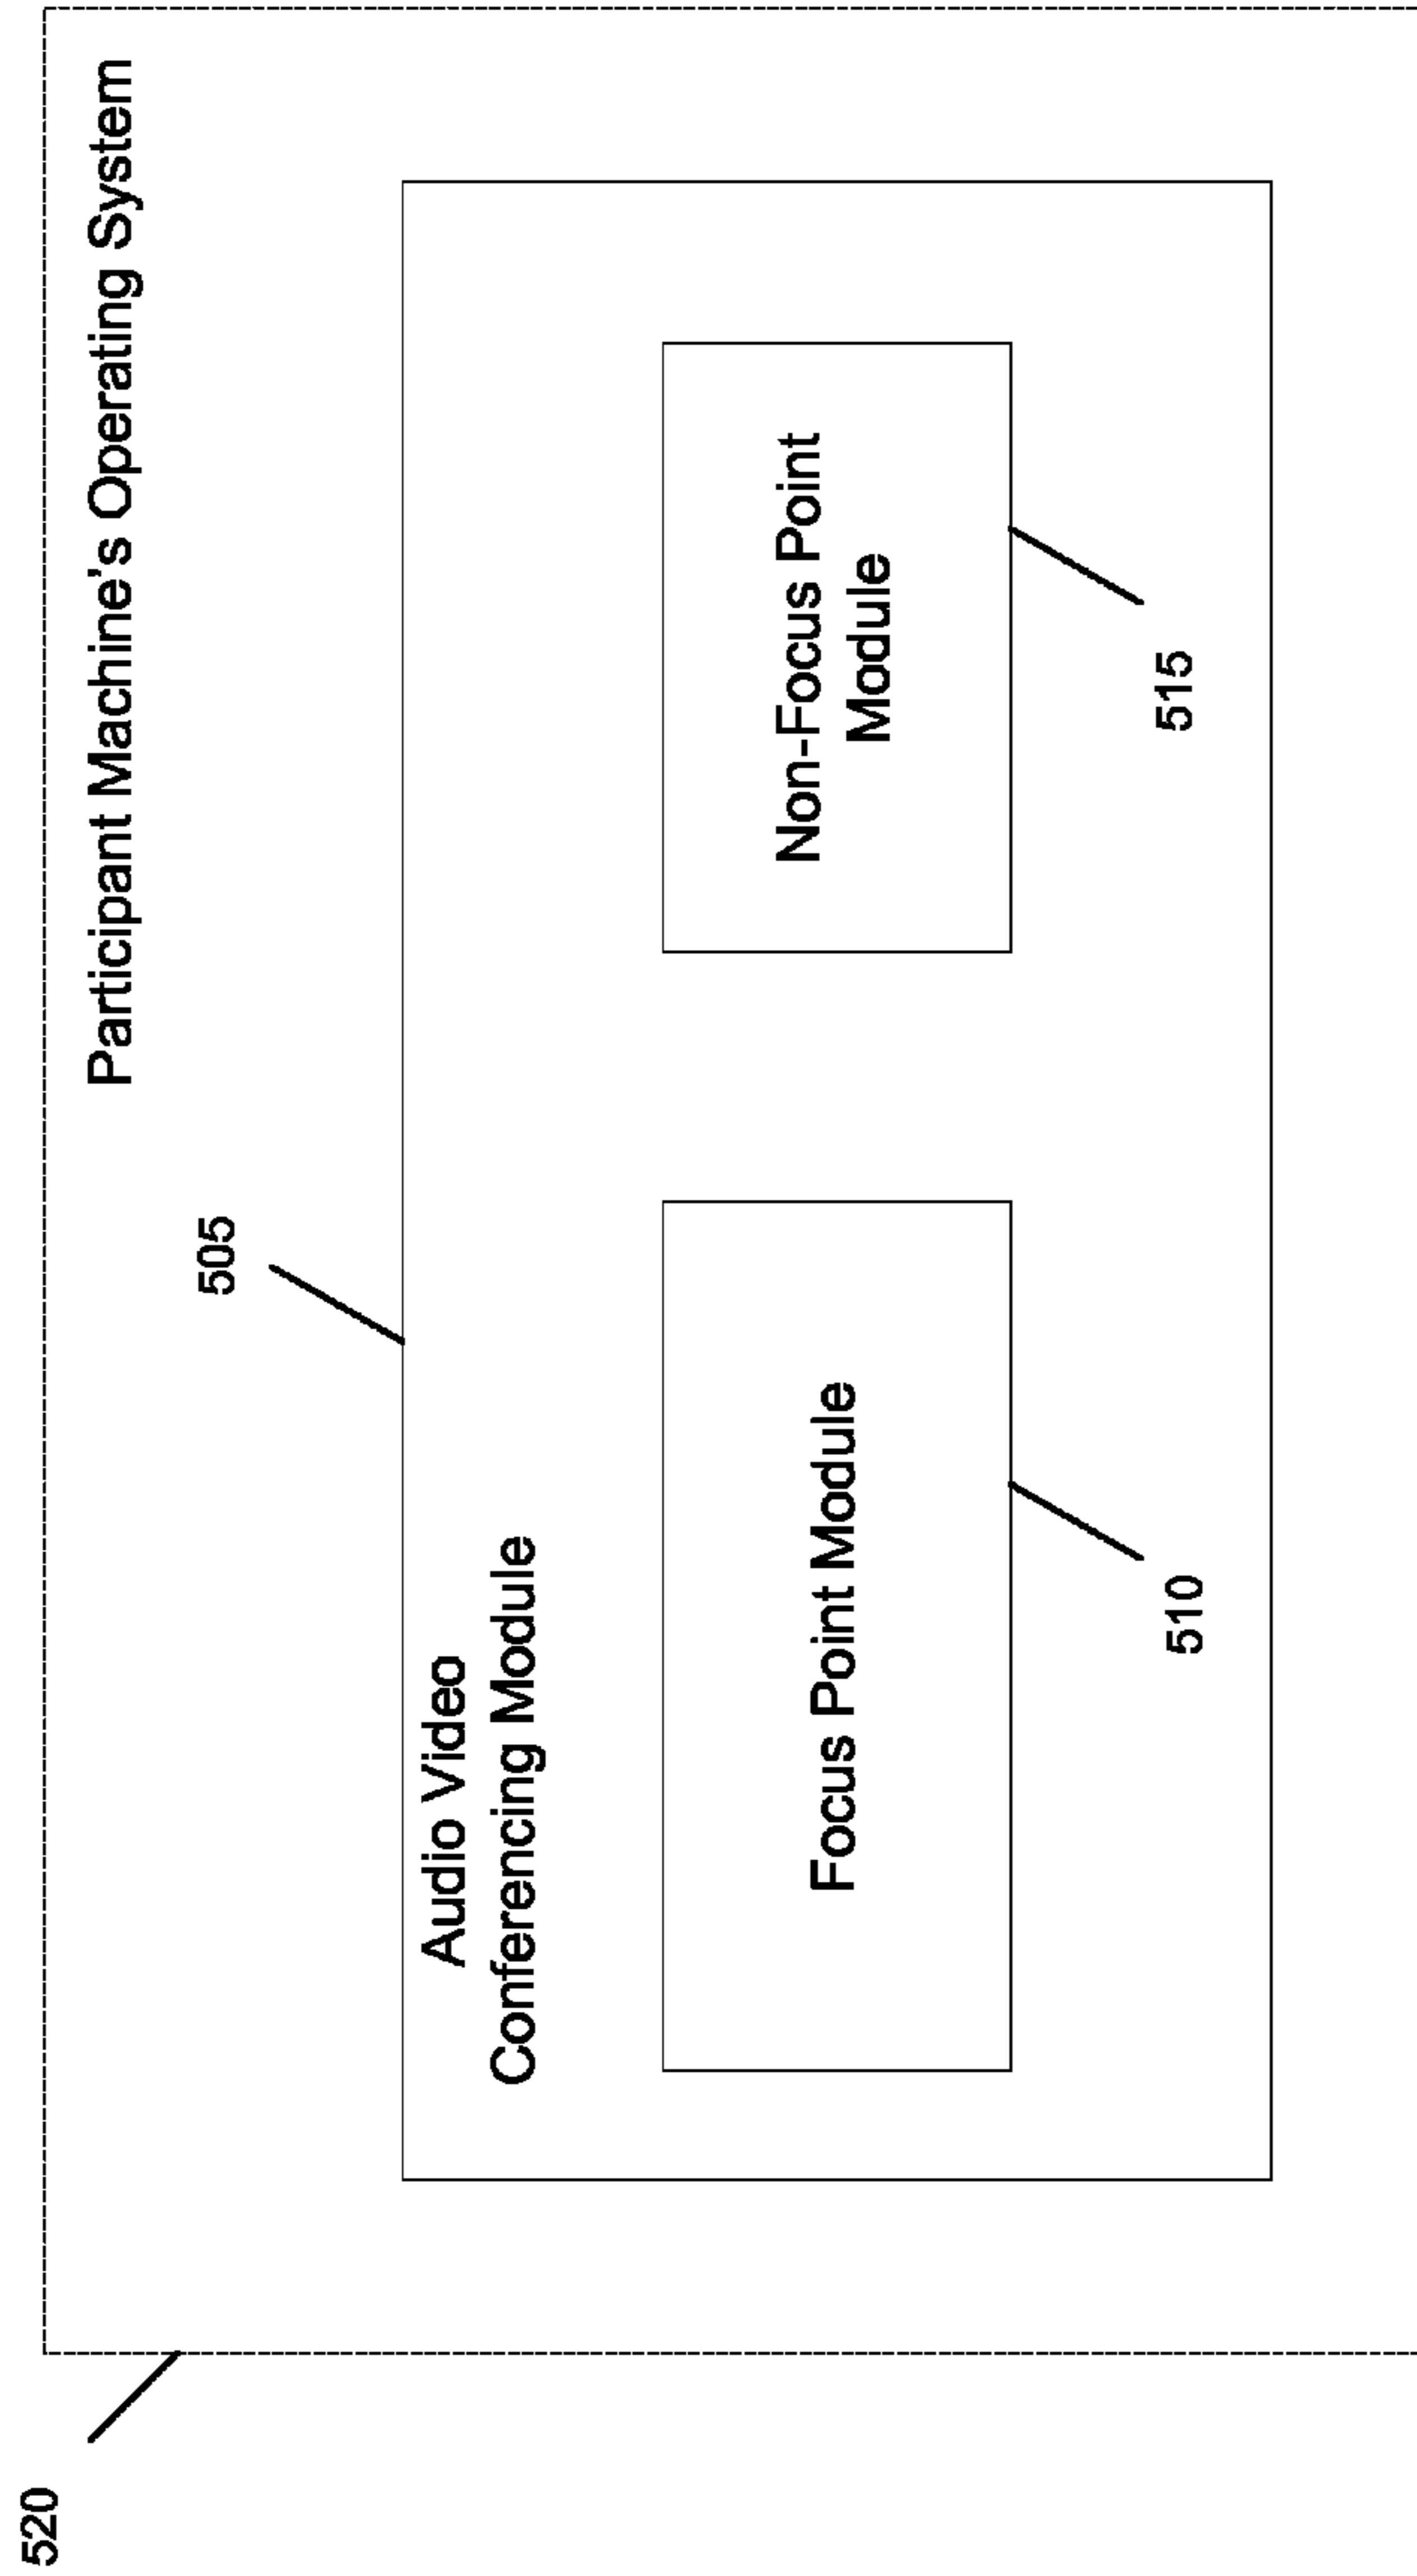 520
Participant Machine's Operating System
505
Audio Video
Conferencing Module
Focus Point Module
Non-Focus Point
Module
510
515